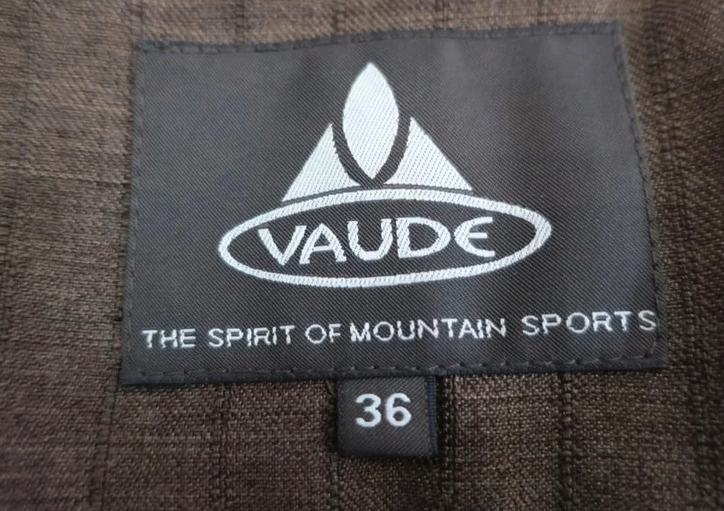 VAUDE
THE SPIRIT OF MOUNTAIN SPORTS
36